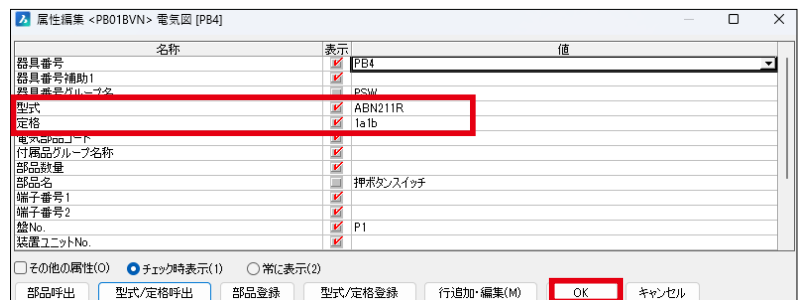 属性編集 <PB01BVN> 電気図 [PB4]
名称 表示 値
器具番号 PB4
器具番号補助1
器具番号グループ名 PSW
型式 ABN211R
定格 1a1b
電気部品コード
付属品グループ名称
部品数量
部品名 押ボタンスイッチ
端子番号1
端子番号2
盤No. P1
装置ユニットNo.
その他の属性(O) チェック時表示(1) 常に表示(2)
部品呼出 型式/定格呼出 部品登録 型式/定格登録 行追加・編集(M) OK キャンセル